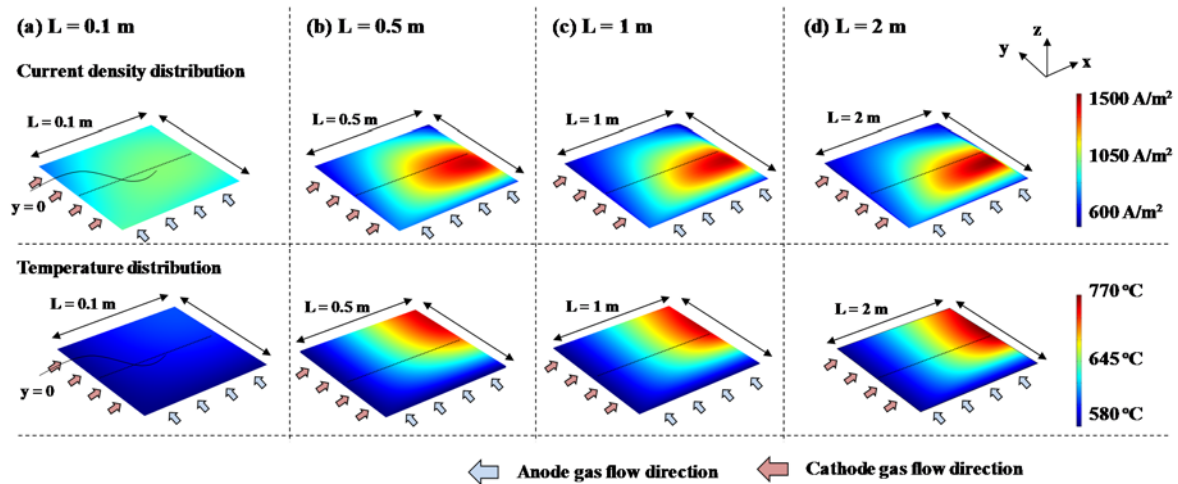 (a) L = 0.1 m
(b) L = 0.5 m
(c) L = 1 m
(d) L = 2 m
z
y
x
Current density distribution
L = 0.1 m
L = 0.5 m
L = 1 m
L = 2 m
y = 0
1500 A/m²
1050 A/m²
600 A/m²
Temperature distribution
L = 0.1 m
L = 0.5 m
L = 1 m
L = 2 m
y = 0
770 °C
645 °C
580 °C
Anode gas flow direction
Cathode gas flow direction